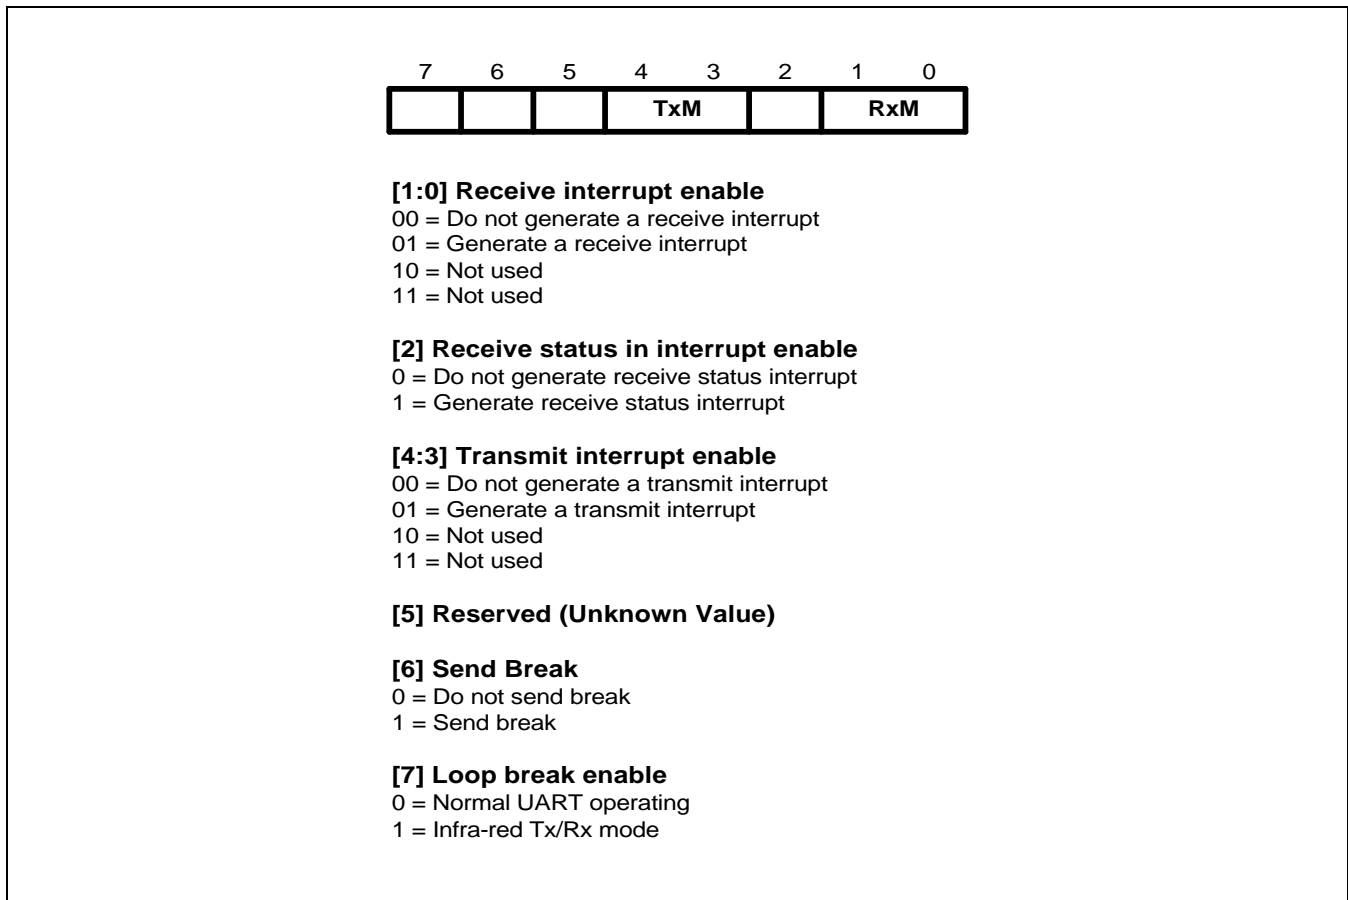 7 6 5 4 3 2 1 0
TxM RxM
[1:0] Receive interrupt enable
00 = Do not generate a receive interrupt
01 = Generate a receive interrupt
10 = Not used
11 = Not used
[2] Receive status in interrupt enable
0 = Do not generate receive status interrupt
1 = Generate receive status interrupt
[4:3] Transmit interrupt enable
00 = Do not generate a transmit interrupt
01 = Generate a transmit interrupt
10 = Not used
11 = Not used
[5] Reserved (Unknown Value)
[6] Send Break
0 = Do not send break
1 = Send break
[7] Loop break enable
0 = Normal UART operating
1 = Infra-red Tx/Rx mode